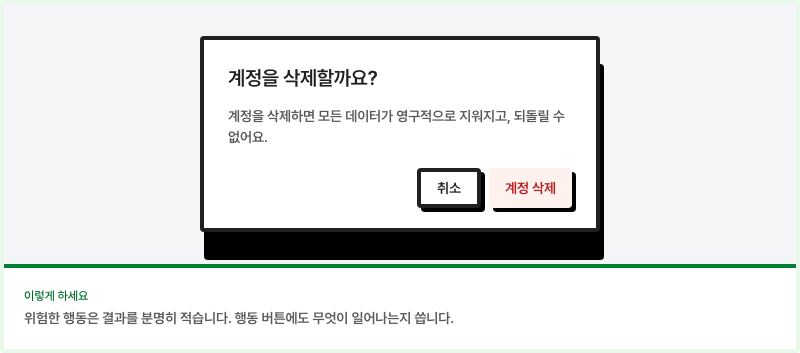 계정을 삭제할까요?
계정을 삭제하면 모든 데이터가 영구적으로 지워지고, 되돌릴 수
없어요.
취소
계정 삭제
이렇게 하세요
위험한 행동은 결과를 분명히 적습니다. 행동 버튼에도 무엇이 일어나는지 씁니다.